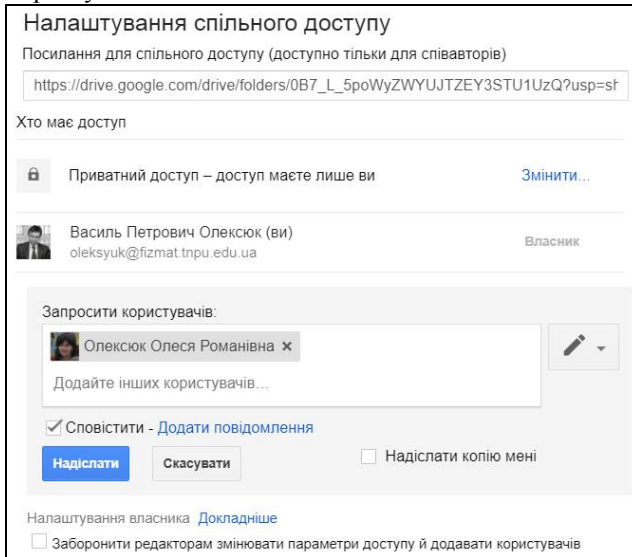 Налаштування спільного доступу
Посилання для спільного доступу (доступно тільки для співавторів)
https://drive.google.com/drive/folders/0B7_L_5poWyZWYUJTZEY3STU1UzQ?usp=sh
Хто має доступ
Приватний доступ – доступ маєте лише ви Змінити...
Василь Петрович Олексюк (ви) Власник
oleksyuk@fizmat.tnpu.edu.ua
Запросити користувачів:
Олексюк Олеся Романівна ×
Додайте інших користувачів...
Сповістити - Додати повідомлення
Надіслати Скасувати Надіслати копію мені
Налаштування власника Докладніше
Заборонити редакторам змінювати параметри доступу й додавати користувачів